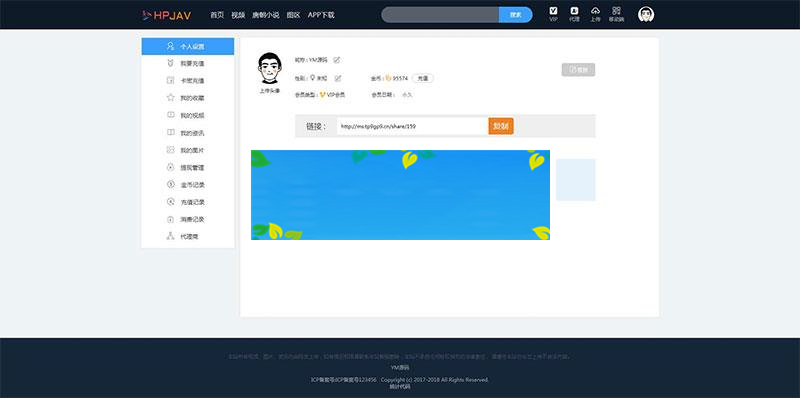 HPJAV
首页 视频 唐朝小说 图区 APP下载
搜索
VIP 代理 上传 移动端
个人设置
我要充值
卡密充值
我的收藏
我的视频
我的资讯
我的图片
提现管理
金币记录
充值记录
消费记录
代理商
上传头像
昵称：YM源码
性别： 未知
金币： 95574 充值
会员类型： VIP会员 会员日期： 永久
链接： http://ms.tp9gp9.cn/share/159 复制
YM源码
ICP备案号:ICP备案号123456 Copyright (c) 2017-2018 All Rights Reserved.
统计代码